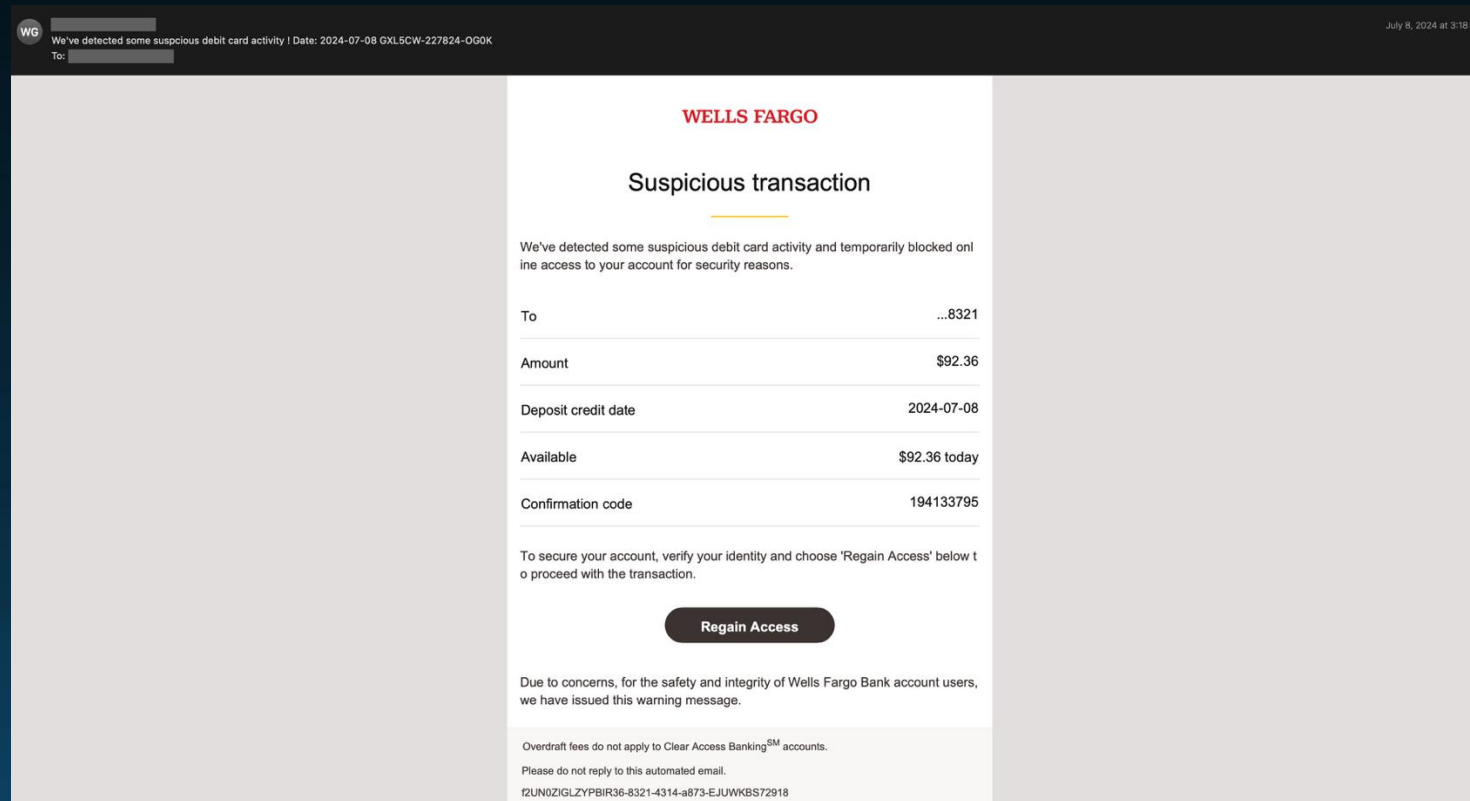 WG
We've detected some suspcious debit card activity ! Date: 2024-07-08 GXL5CW-227824-OG0K
July 8, 2024 at 3:18
To:
WELLS FARGO
Suspicious transaction
We've detected some suspicious debit card activity and temporarily blocked onl
ine access to your account for security reasons.
To ...8321
Amount $92.36
Deposit credit date 2024-07-08
Available $92.36 today
Confirmation code 194133795
To secure your account, verify your identity and choose 'Regain Access' below t
o proceed with the transaction.
Regain Access
Due to concerns, for the safety and integrity of Wells Fargo Bank account users,
we have issued this warning message.
Overdraft fees do not apply to Clear Access Banking℠ accounts.
Please do not reply to this automated email.
f2UN0ZIGLZYPBIR36-8321-4314-a873-EJUWKBS72918